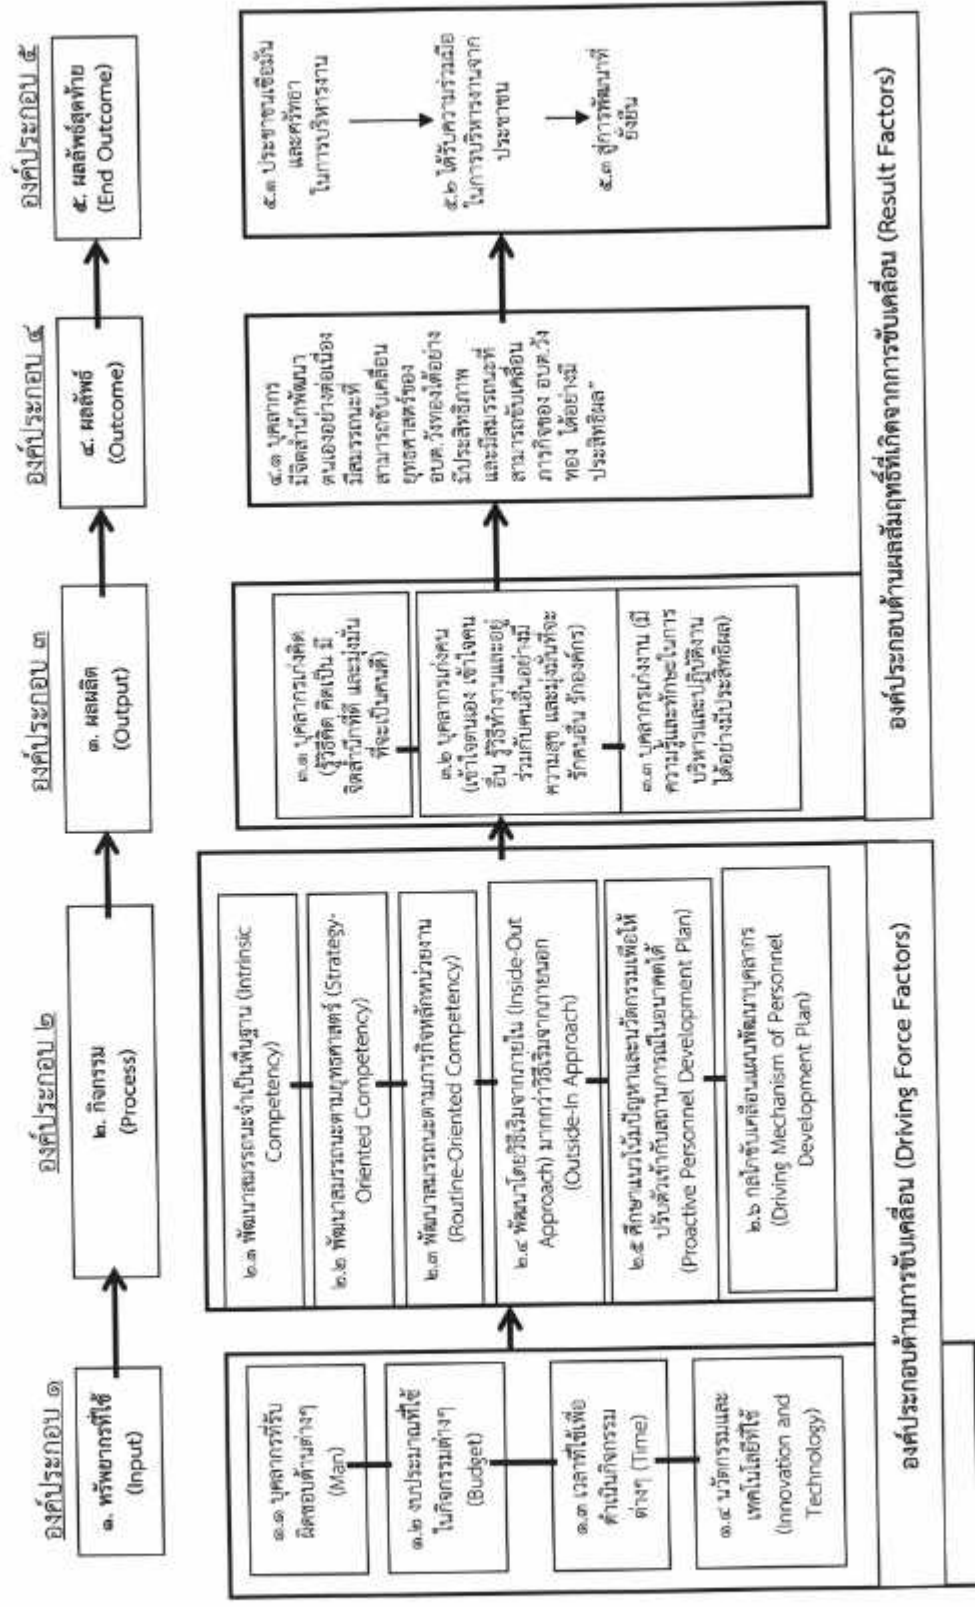 องค์ประกอบ ๑
๑. ทรัพยากรที่ใช้
(Input)
๑.๑ บุคลากรที่รับ
ผิดชอบด้านต่างๆ
(Man)
๑.๒ งบประมาณที่ใช้
ในกิจกรรมต่างๆ
(Budget)
๑.๓ เวลาที่ใช้เพื่อ
ดำเนินกิจกรรม
ต่างๆ (Time)
๑.๔ นวัตกรรมและ
เทคโนโลยีที่ใช้
(Innovation and
Technology)
องค์ประกอบ ๒
๒. กิจกรรม
(Process)
๒.๑ พัฒนาสมรรถนะจำเป็นพื้นฐาน (Intrinsic
Competency)
๒.๒ พัฒนาสมรรถนะตามยุทธศาสตร์ (Strategy-
Oriented Competency)
๒.๓ พัฒนาสมรรถนะตามภารกิจหลักหน่วยงาน
(Routine-Oriented Competency)
๒.๔ พัฒนาโดยวิธีเริ่มจากภายใน (Inside-Out
Approach) มากกว่าวิธีเริ่มจากภายนอก
(Outside-In Approach)
๒.๕ ศึกษาแนวโน้มปัญหาและนวัตกรรมเพื่อให้
ปรับตัวเข้ากับสถานการณ์ในอนาคตได้
(Proactive Personnel Development Plan)
๒.๖ กลไกขับเคลื่อนแผนพัฒนาบุคลากร
(Driving Mechanism of Personnel
Development Plan)
องค์ประกอบด้านการขับเคลื่อน (Driving Force Factors)
องค์ประกอบ ๓
๓. ผลผลิต
(Output)
๓.๑ บุคลากรเก่งคิด
(รู้วิธีคิด คิดเป็น มี
จิตสำนึกที่ดี และมุ่งมั่น
ที่จะเป็นคนดี)
๓.๒ บุคลากรเก่งคน
(เข้าใจตนเอง เข้าใจคน
อื่น รู้วิธีทำงานและอยู่
ร่วมกับคนอื่นอย่างมี
ความสุข และมุ่งมั่นที่จะ
รักคนอื่น รักองค์กร)
๓.๓ บุคลากรเก่งงาน (มี
ความรู้และทักษะในการ
บริหารและปฏิบัติงาน
ได้อย่างมีประสิทธิผล)
องค์ประกอบ ๔
๔. ผลลัพธ์
(Outcome)
๔.๑ บุคลากร
มีจิตสำนึกพัฒนา
ตนเองอย่างต่อเนื่อง
มีสมรรถนะที่
สามารถขับเคลื่อน
ยุทธศาสตร์ของ
อบต.วังทองได้อย่าง
มีประสิทธิภาพ
และมีสมรรถนะที่
สามารถขับเคลื่อน
ภารกิจของ อบต.วัง
ทอง ได้อย่างมี
ประสิทธิผล"
องค์ประกอบ ๕
๕. ผลลัพธ์สุดท้าย
(End Outcome)
๕.๑ ประชาชนเชื่อมั่น
และศรัทธา
ในการบริหารงาน
๕.๒ ได้รับความร่วมมือ
ในการบริหารงานจาก
ประชาชน
๕.๓ สู่การพัฒนาที่
ยั่งยืน
องค์ประกอบด้านผลสัมฤทธิ์ที่เกิดจากการขับเคลื่อน (Result Factors)